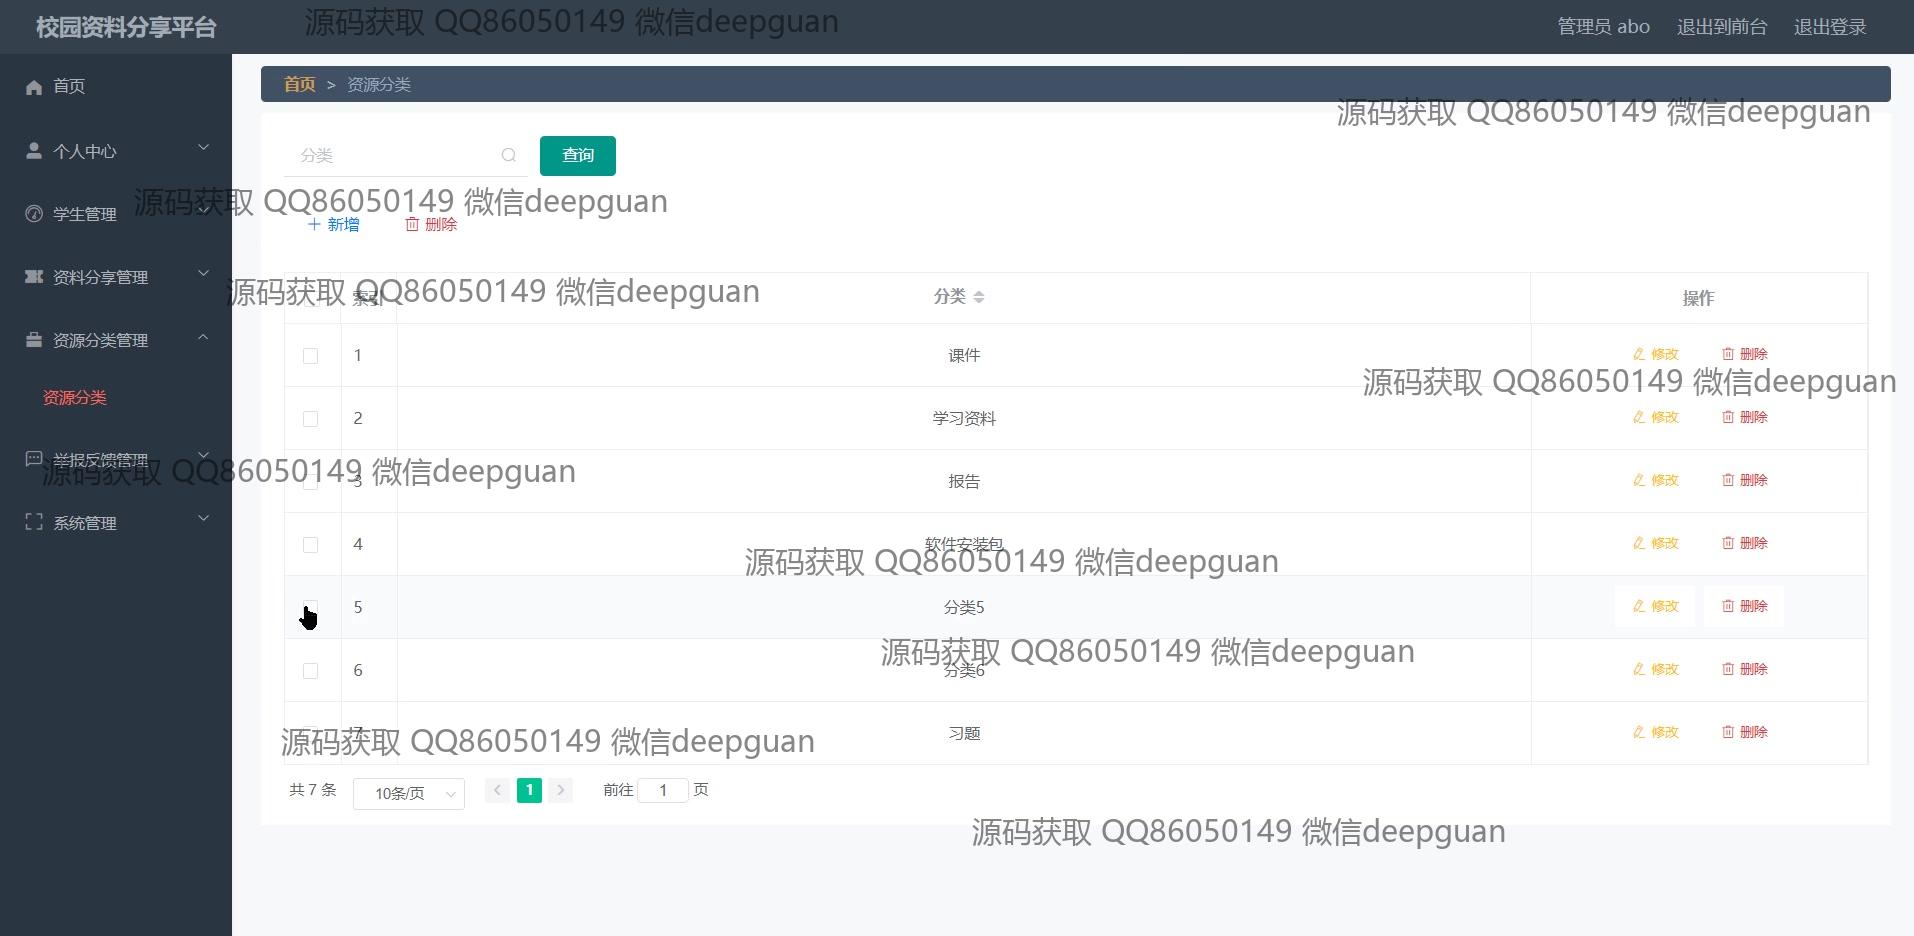 校园资料分享平台
源码获取 QQ86050149 微信deepguan
管理员 abo 退出到前台 退出登录
首页
首页 > 资源分类
源码获取 QQ86050149 微信deepguan
个人中心
分类 查询
学生管理
源码获取 QQ86050149 微信deepguan
新增 删除
资料分享管理
源码获取 QQ86050149 微信deepguan
索引 分类 操作
资源分类管理
1 课件 修改 删除
源码获取 QQ86050149 微信deepguan
资源分类
2 学习资料 修改 删除
举报反馈管理
源码获取 QQ86050149 微信deepguan
3 报告 修改 删除
系统管理
4 软件安装包 修改 删除
源码获取 QQ86050149 微信deepguan
5 分类5 修改 删除
源码获取 QQ86050149 微信deepguan
6 分类6 修改 删除
7 习题 修改 删除
源码获取 QQ86050149 微信deepguan
共 7 条 10条/页 1 前往 1 页
源码获取 QQ86050149 微信deepguan